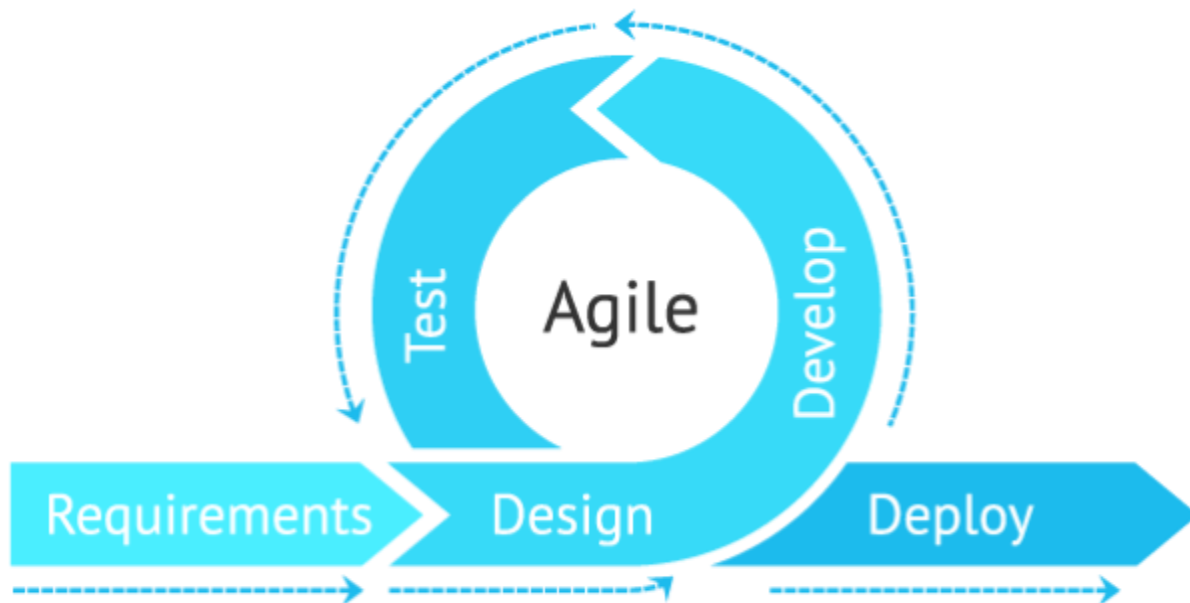 Agile
Test
Develop
Requirements
Design
Deploy